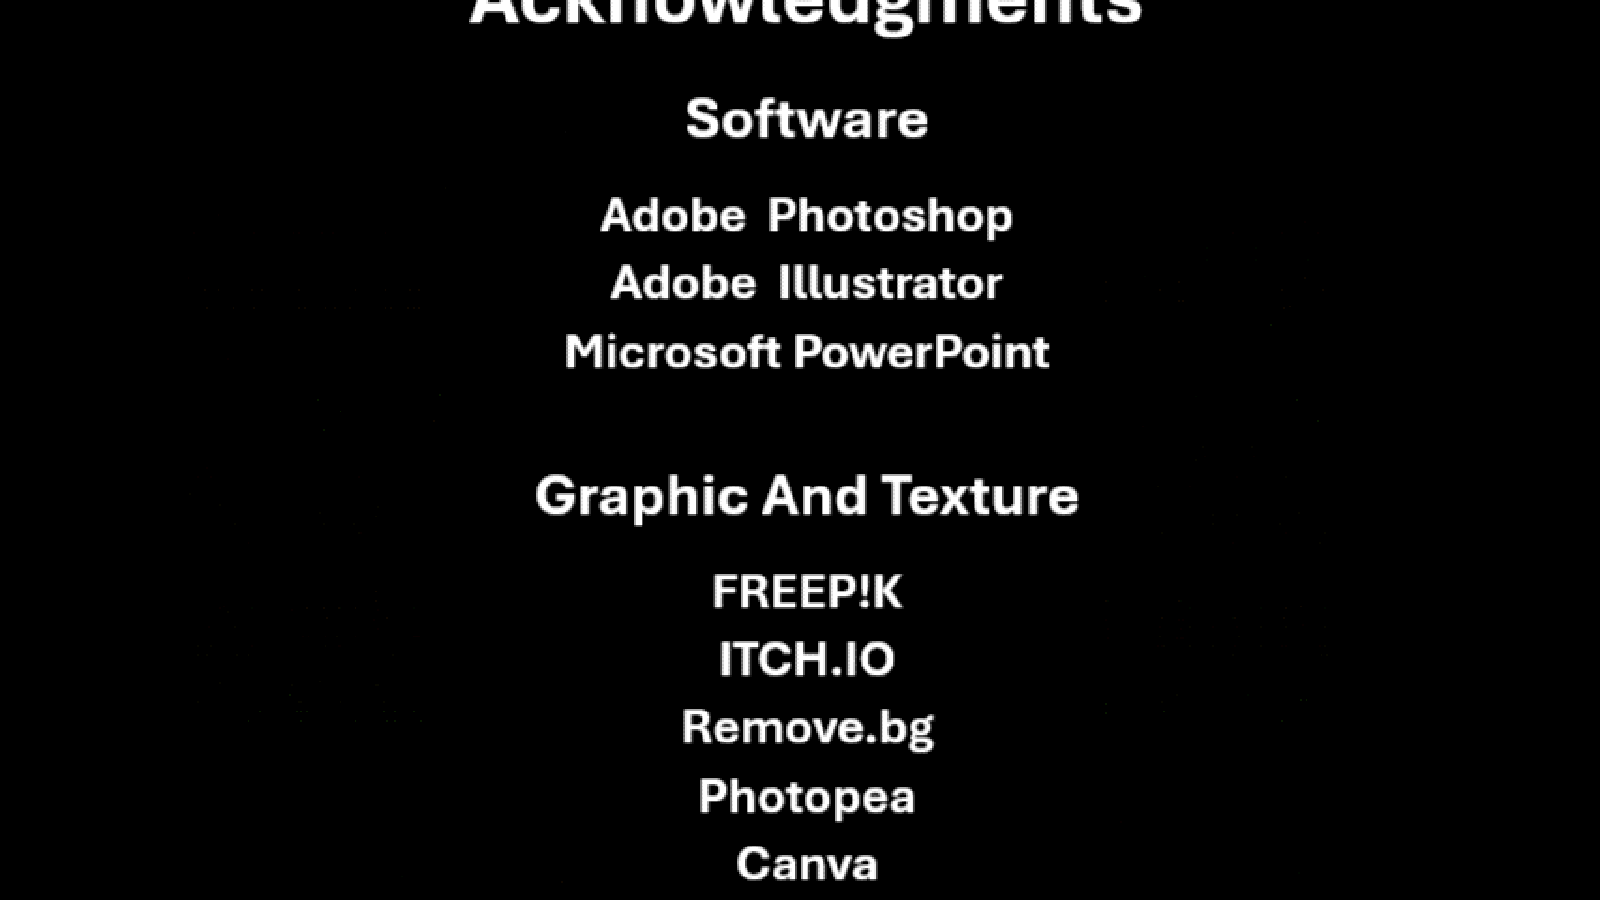 Acknowledgments
Software
Adobe Photoshop
Adobe Illustrator
Microsoft PowerPoint
Graphic And Texture
FREEP!K
ITCH.IO
Remove.bg
Photopea
Canva